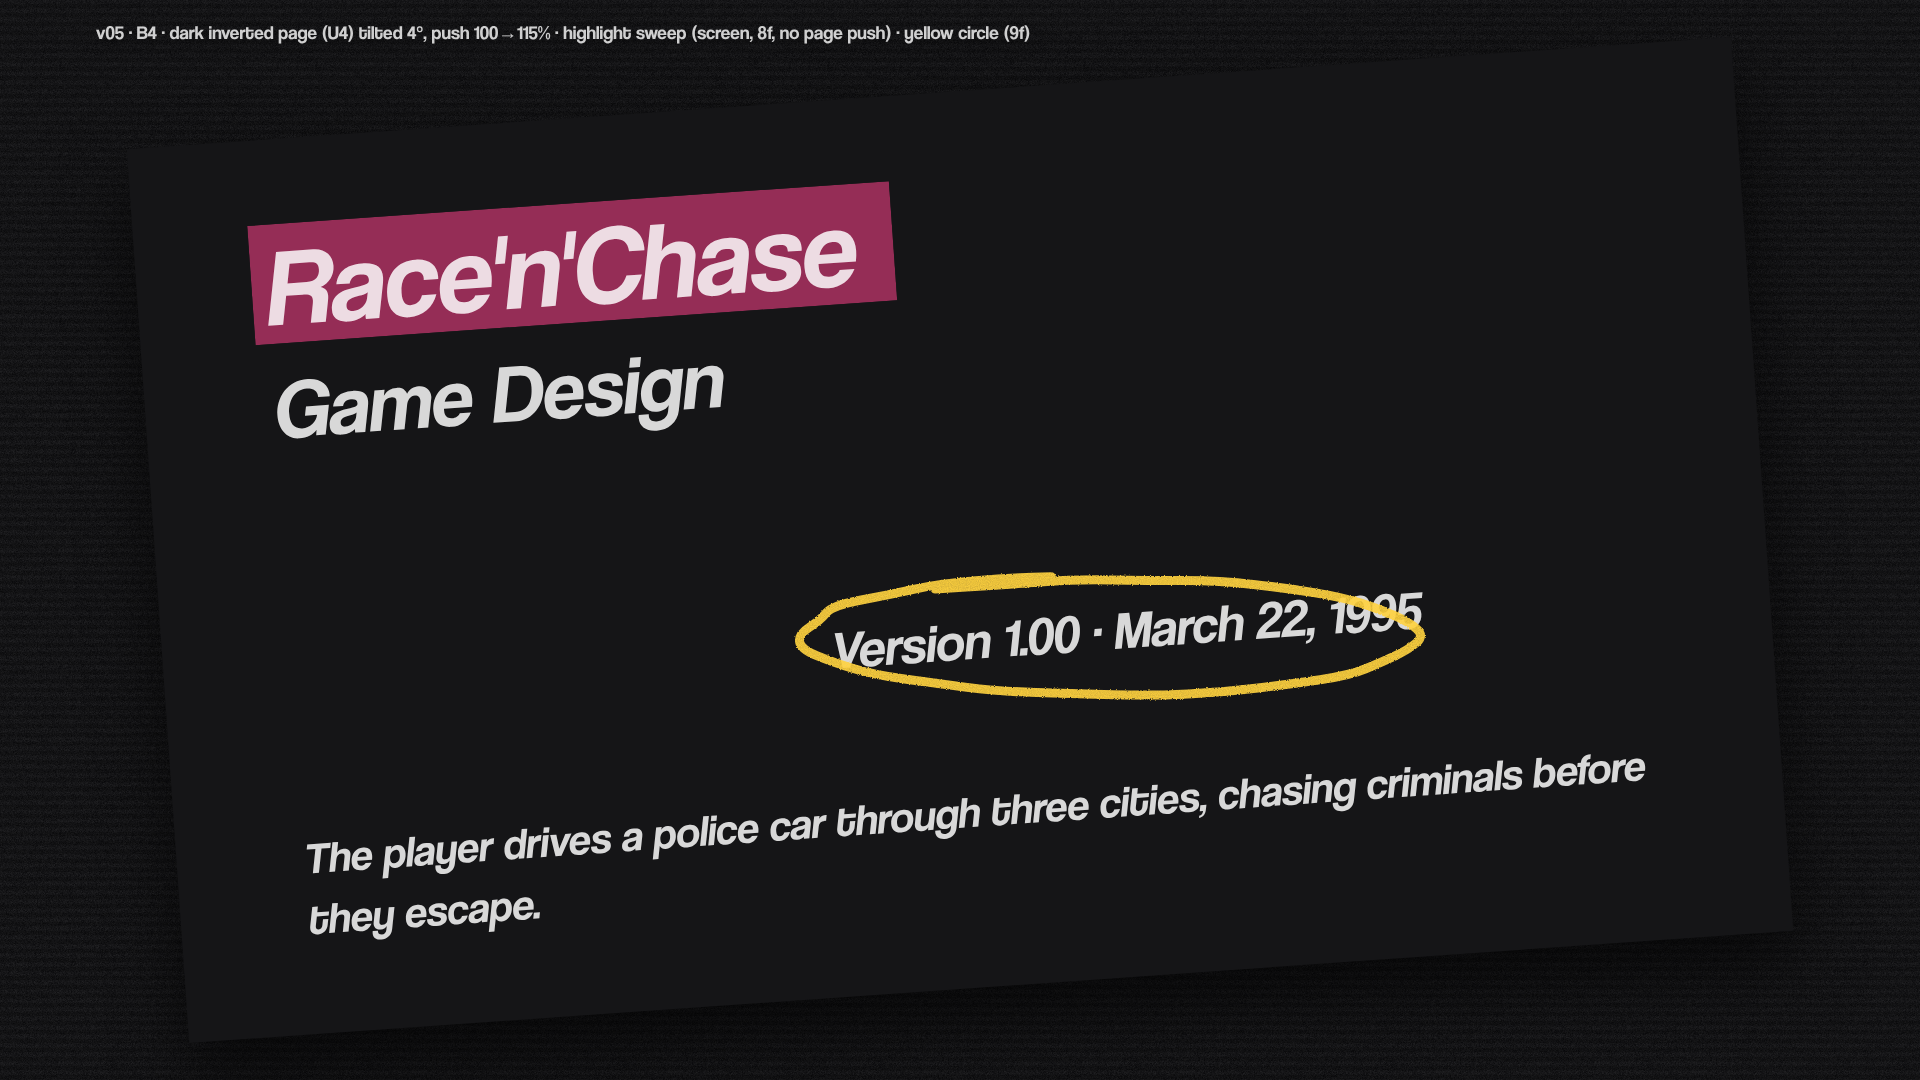 v05 · B4 · dark inverted page (U4) tilted 4°, push 100→115% · highlight sweep (screen, 8f, no page push) · yellow circle (9f)
Race'n'Chase
Game Design
Version 1.00 · March 22, 1995
The player drives a police car through three cities, chasing criminals before
they escape.